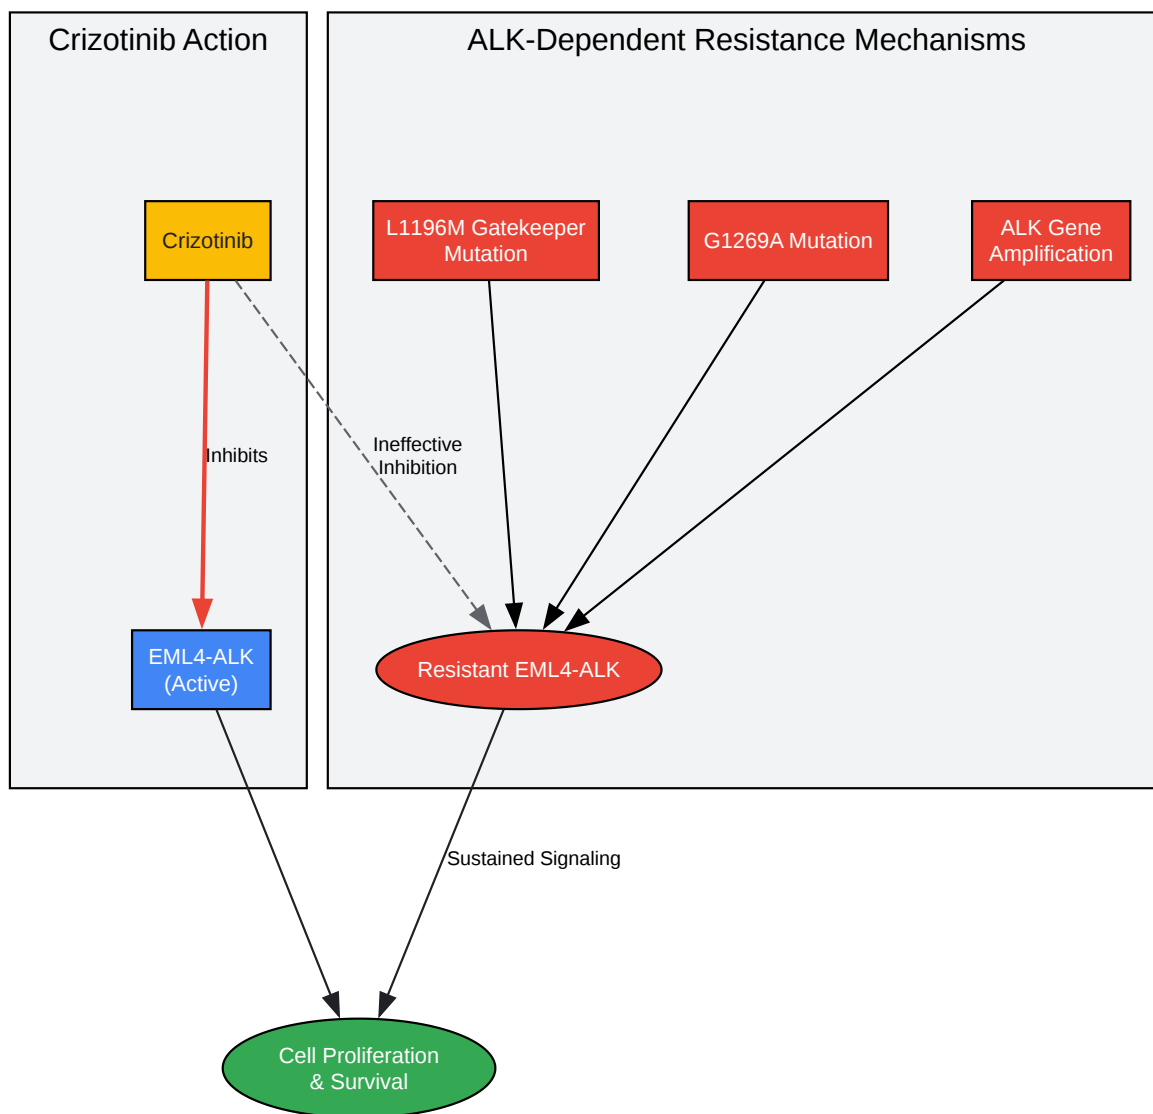 Crizotinib Action
ALK-Dependent Resistance Mechanisms
Crizotinib
L1196M Gatekeeper
Mutation
G1269A Mutation
ALK Gene
Amplification
Inhibits
Ineffective
Inhibition
EML4-ALK
(Active)
Resistant EML4-ALK
Sustained Signaling
Cell Proliferation
& Survival